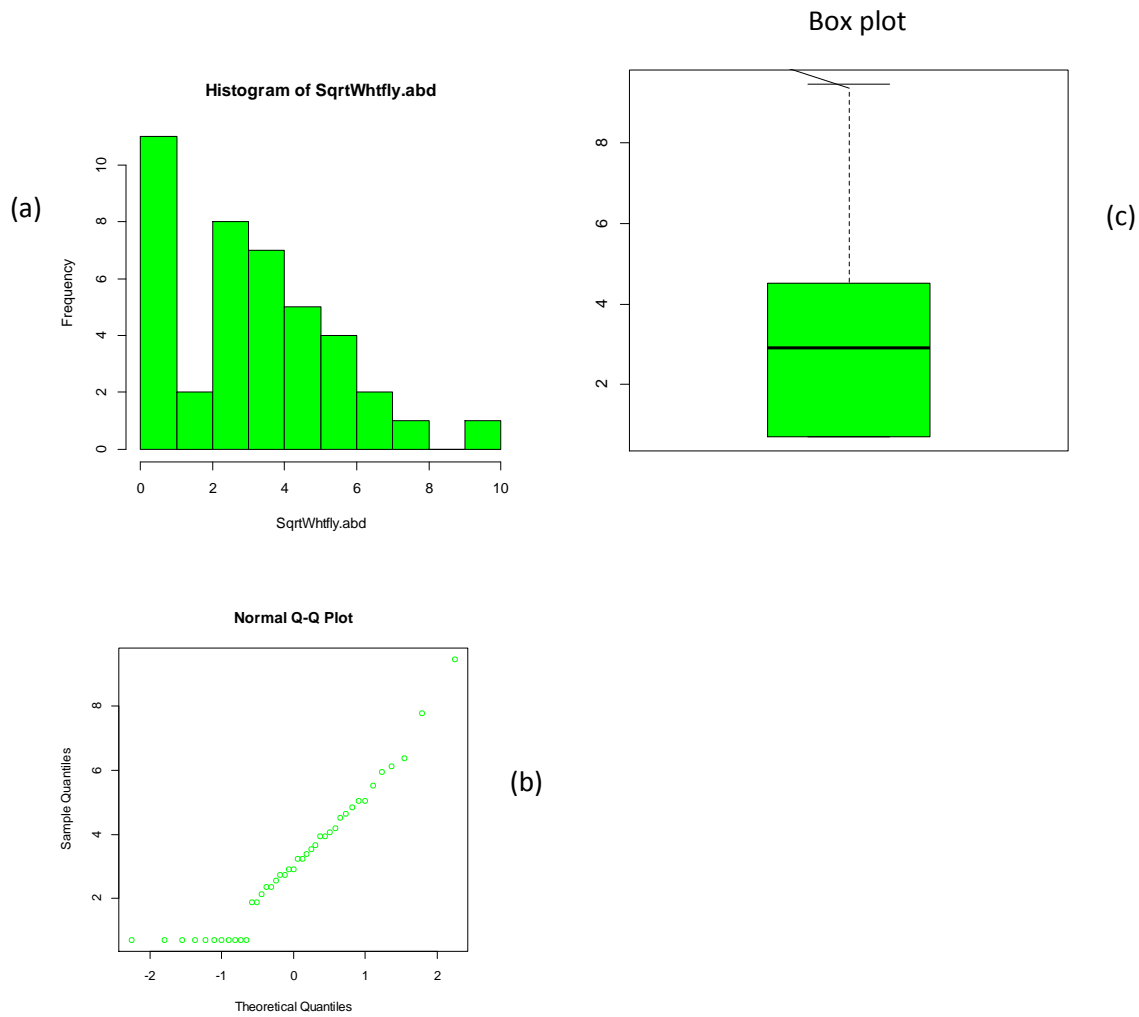 Box plot
Histogram of SqrtWhtfly.abd
(a)
Frequency
0 2 4 6 8 10
0 2 4 6 8 10
SqrtWhtfly.abd
2 4 6 8
(c)
Normal Q-Q Plot
Sample Quantiles
2 4 6 8
-2 -1 0 1 2
Theoretical Quantiles
(b)